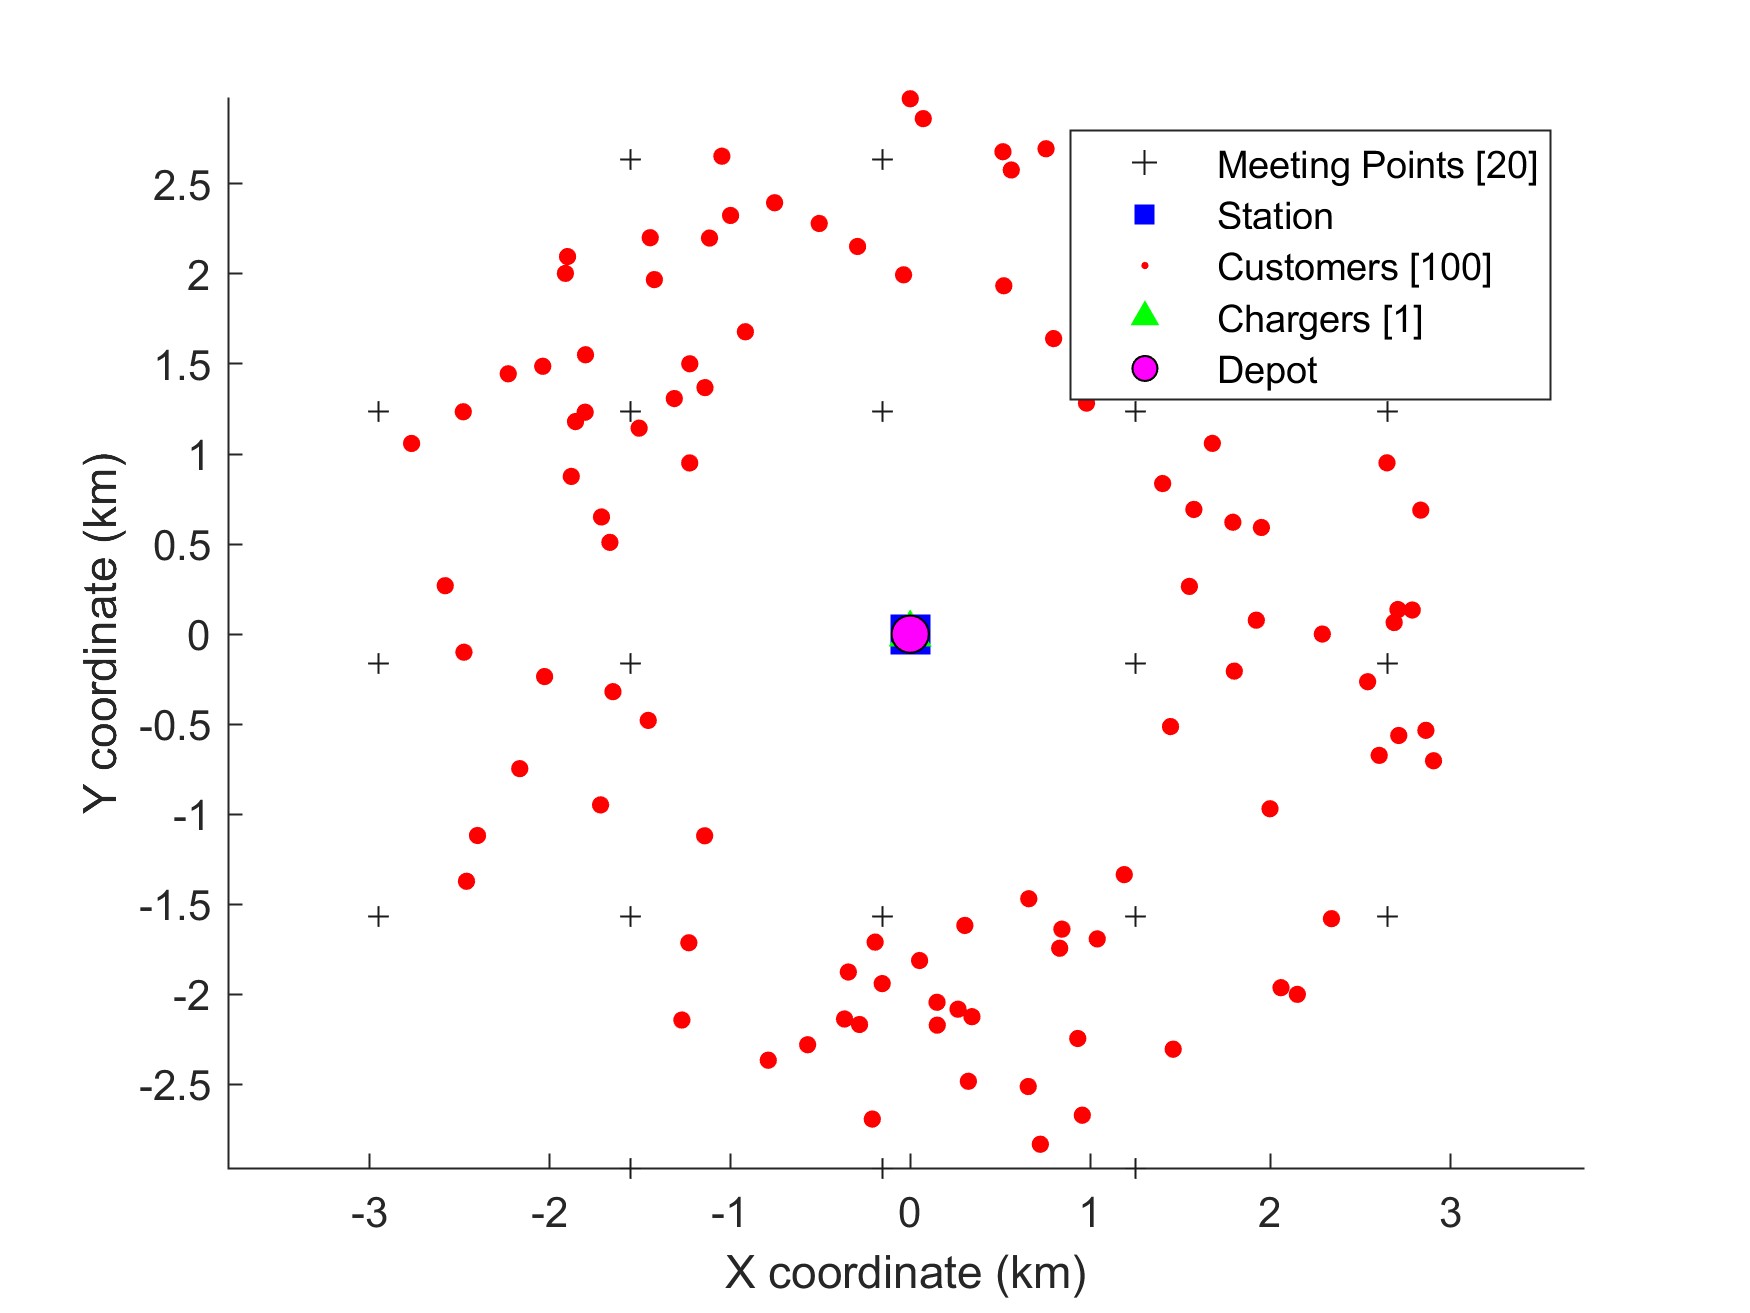 Meeting Points [20]
Station
Customers [100]
Chargers [1]
Depot
2.5
2
1.5
1
0.5
0
-0.5
-1
-1.5
-2
-2.5
Y coordinate (km)
-3 -2 -1 0 1 2 3
X coordinate (km)